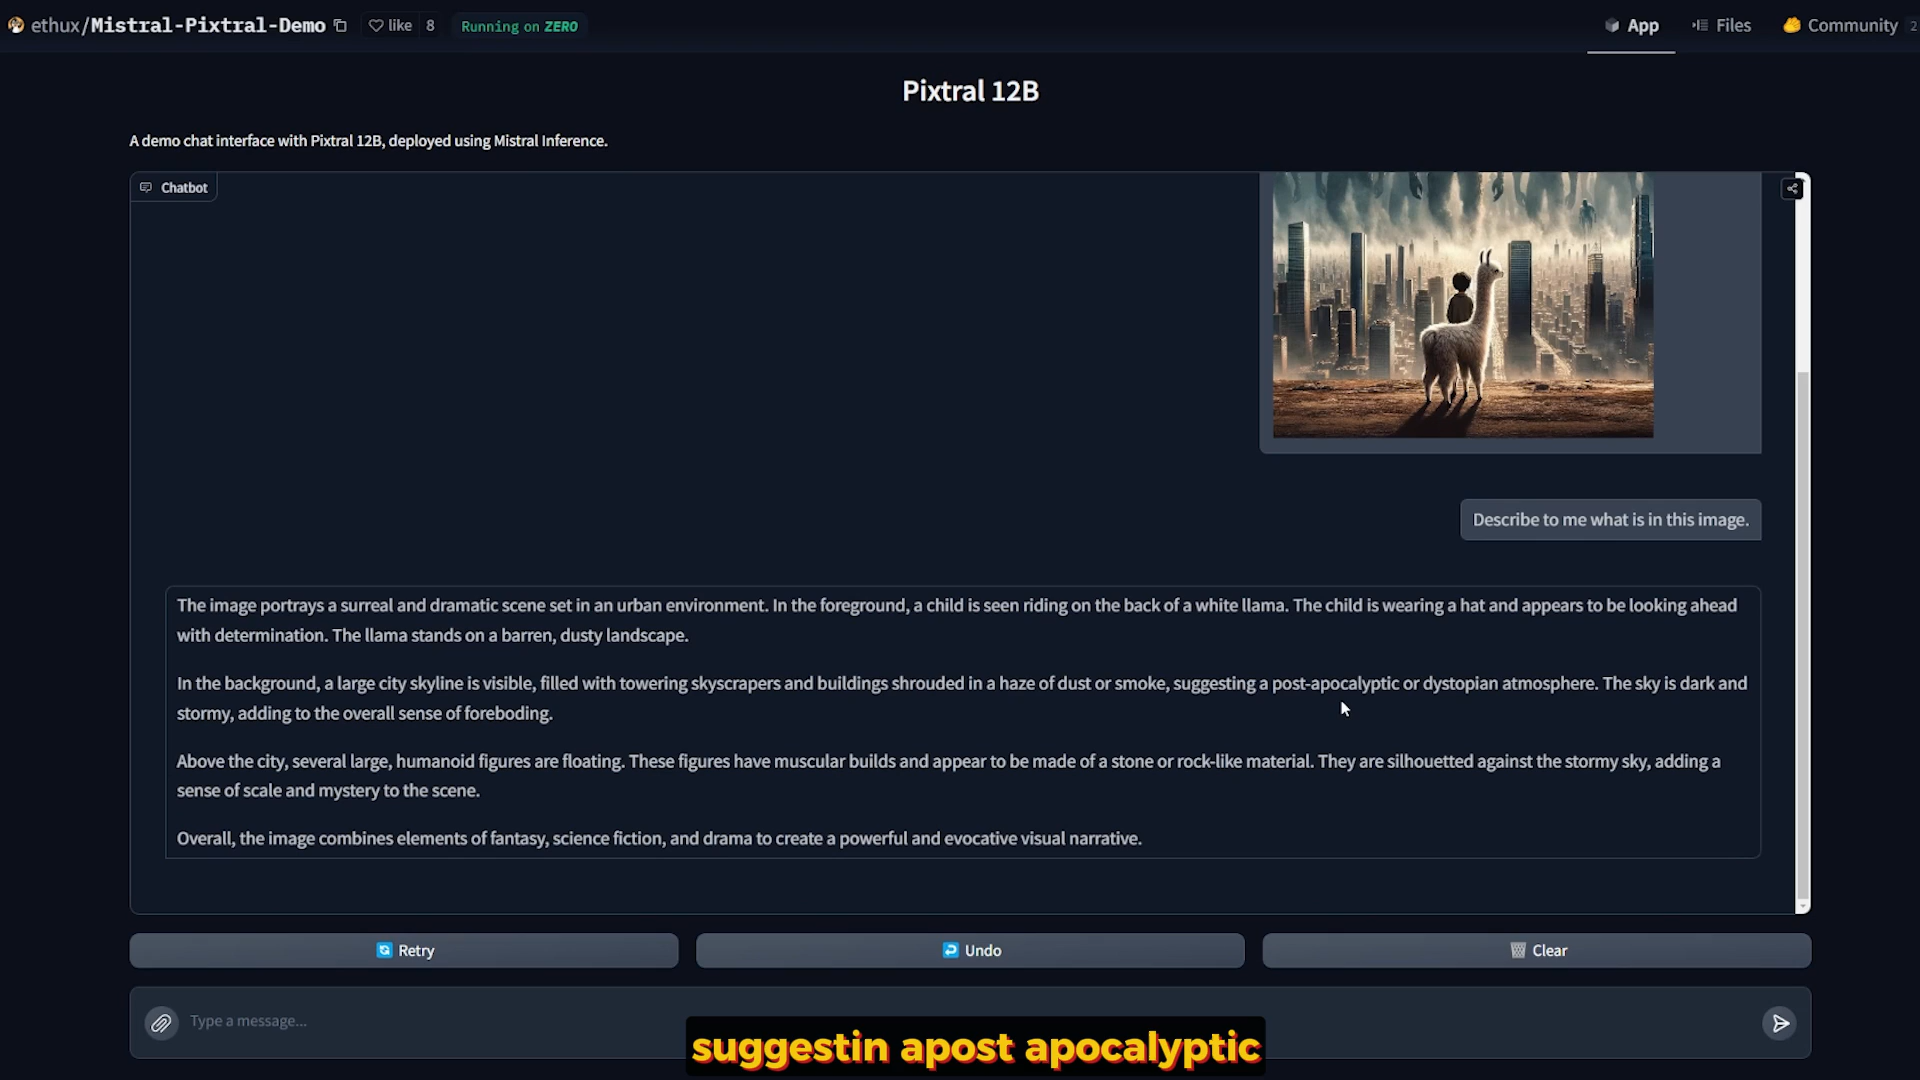 ethux/Mistral-Pixtral-Demo like 8 Running on ZERO App Files Community 2
Pixtral 12B
A demo chat interface with Pixtral 12B, deployed using Mistral Inference.
Chatbot
Describe to me what is in this image.
The image portrays a surreal and dramatic scene set in an urban environment. In the foreground, a child is seen riding on the back of a white llama. The child is wearing a hat and appears to be looking ahead
with determination. The llama stands on a barren, dusty landscape.
In the background, a large city skyline is visible, filled with towering skyscrapers and buildings shrouded in a haze of dust or smoke, suggesting a post-apocalyptic or dystopian atmosphere. The sky is dark and
stormy, adding to the overall sense of foreboding.
Above the city, several large, humanoid figures are floating. These figures have muscular builds and appear to be made of a stone or rock-like material. They are silhouetted against the stormy sky, adding a
sense of scale and mystery to the scene.
Overall, the image combines elements of fantasy, science fiction, and drama to create a powerful and evocative visual narrative.
Retry Undo Clear
Type a message...
suggestin apost apocalyptic